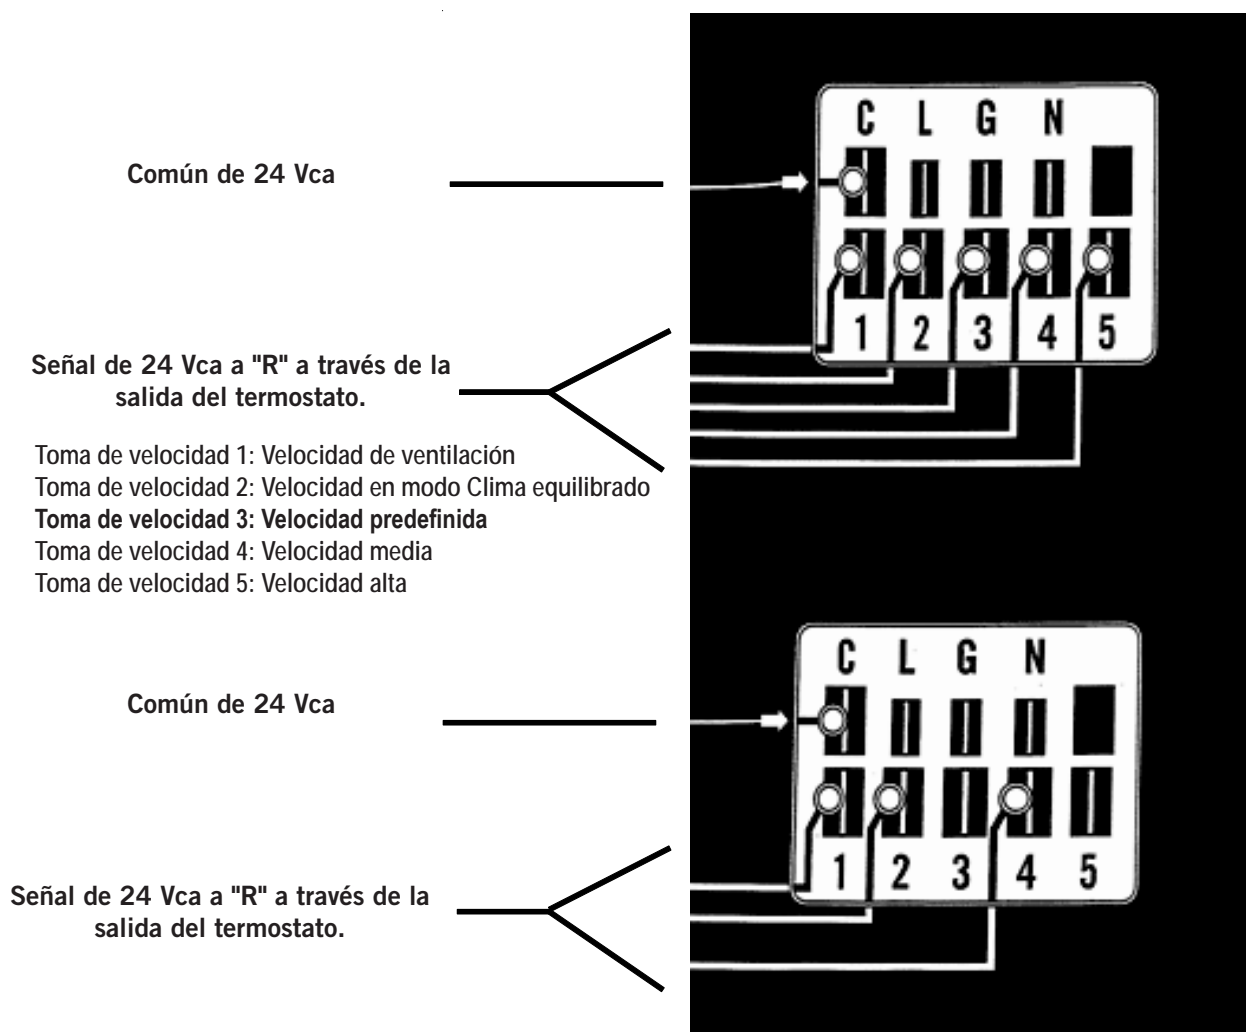 C L G N
Común de 24 Vca
1 2 3 4 5
Señal de 24 Vca a "R" a través de la
salida del termostato.
Toma de velocidad 1: Velocidad de ventilación
Toma de velocidad 2: Velocidad en modo Clima equilibrado
Toma de velocidad 3: Velocidad predefinida
Toma de velocidad 4: Velocidad media
Toma de velocidad 5: Velocidad alta
C L G N
Común de 24 Vca
1 2 3 4 5
Señal de 24 Vca a "R" a través de la
salida del termostato.